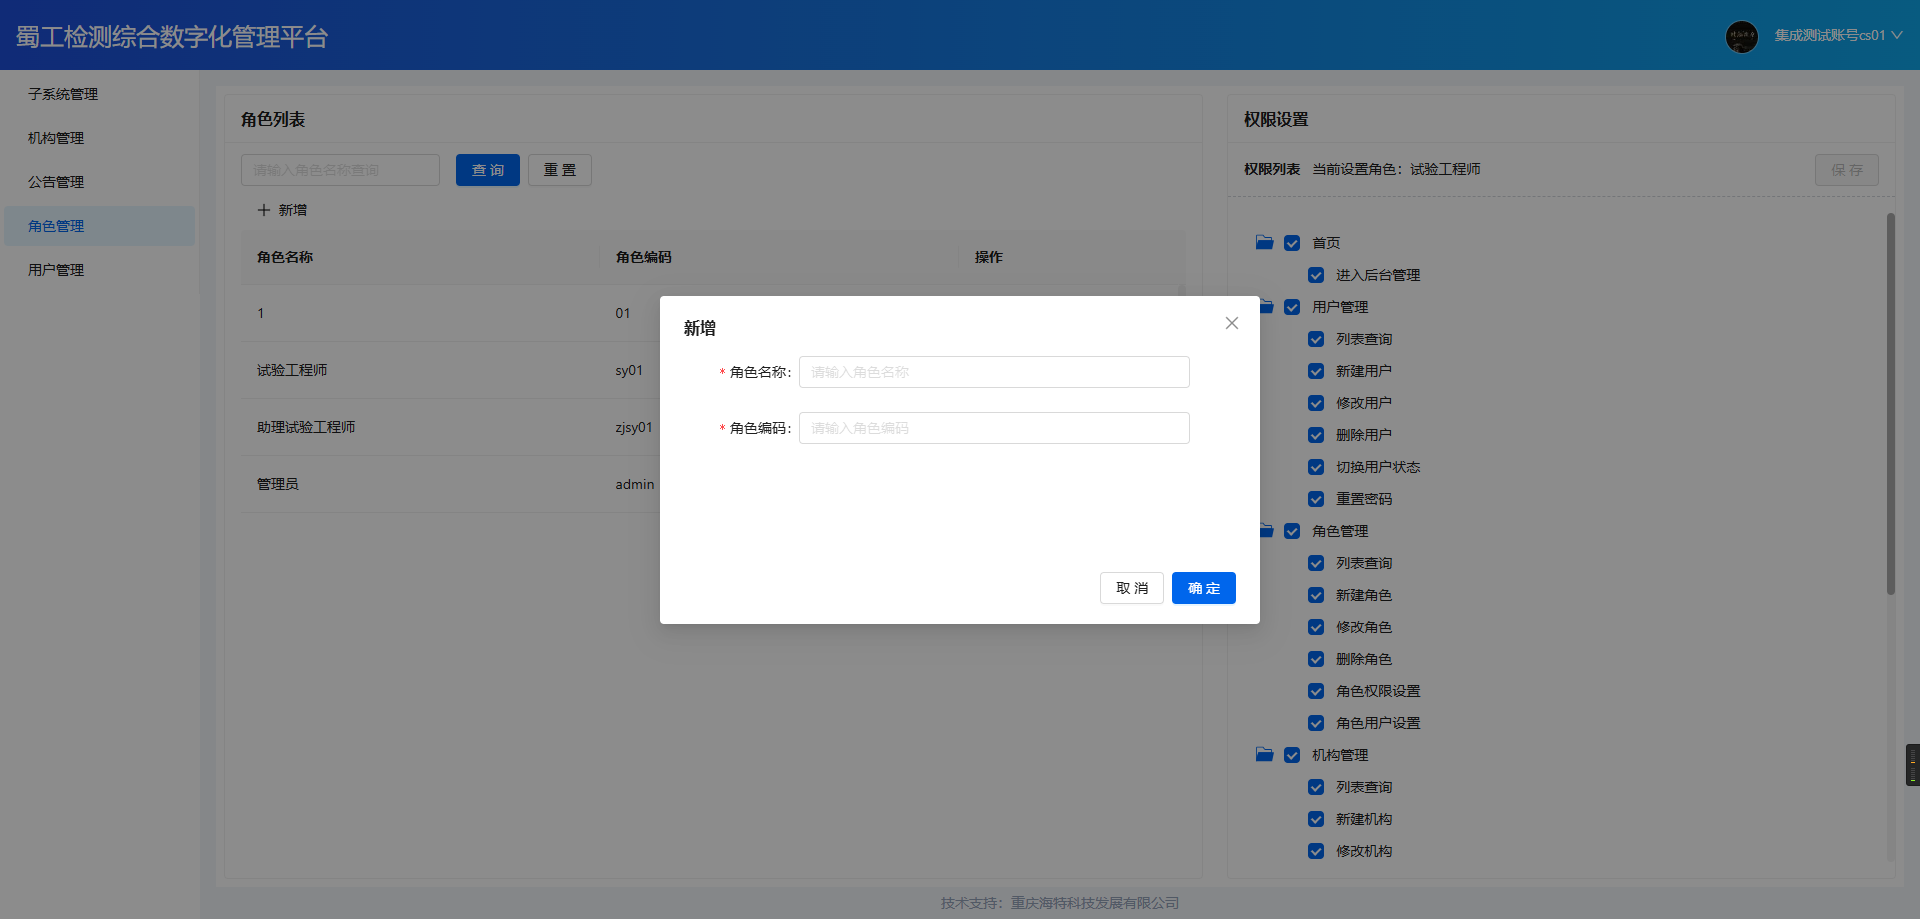 蜀工检测综合数字化管理平台
集成测试账号cs01
子系统管理
机构管理
公告管理
角色管理
用户管理
角色列表
请输入角色名称查询
查 询
重 置
新增
角色名称 角色编码 操作
1 01
试验工程师 sy01
助理试验工程师 zjsy01
管理员 admin
权限设置
权限列表 当前设置角色：试验工程师
保 存
首页
进入后台管理
用户管理
列表查询
新建用户
修改用户
删除用户
切换用户状态
重置密码
角色管理
列表查询
新建角色
修改角色
删除角色
角色权限设置
角色用户设置
机构管理
列表查询
新建机构
修改机构
新增
* 角色名称： 请输入角色名称
* 角色编码： 请输入角色编码
取 消
确 定
技术支持：重庆海特科技发展有限公司